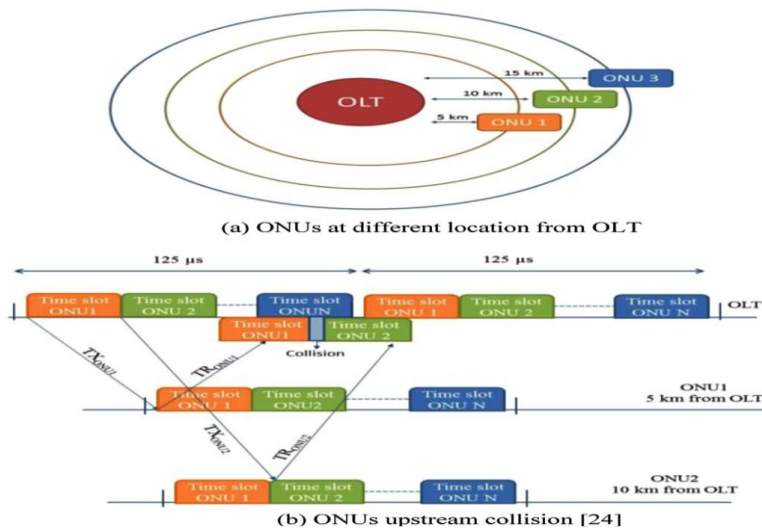 15 km
ONU 3
OLT
10 km
ONU 2
5 km
ONU 1
(a) ONUs at different location from OLT
125 µs
125 µs
Time slot
ONU1
Time slot
ONU 2
Time slot
ONUN
Time slot
ONU 1
Time slot
ONU 2
Time slot
ONU N
OLT
Time slot
ONU1
Time slot
ONU 2
Collision
TX_ONU1
TR_ONU1
Time slot
ONU 1
Time slot
ONU2
Time slot
ONU N
ONU1
5 km from OLT
TX_ONU2
TR_ONU2
Time slot
ONU 1
Time slot
ONU 2
Time slot
ONU N
ONU2
10 km from OLT
(b) ONUs upstream collision [24]